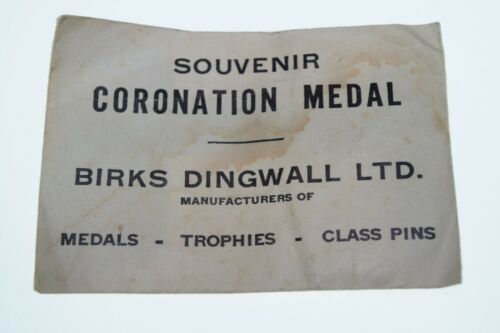 SOUVENIR
CORONATION MEDAL
BIRKS DINGWALL LTD.
MANUFACTURERS OF
MEDALS - TROPHIES - CLASS PINS